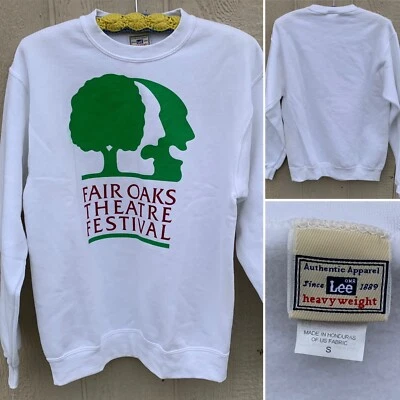 FAIR OAKS
THEATRE
FESTIVAL
Authentic Apparel
Since Lee 1889
heavyweight
MADE IN HONDURAS
OF US FABRIC
S